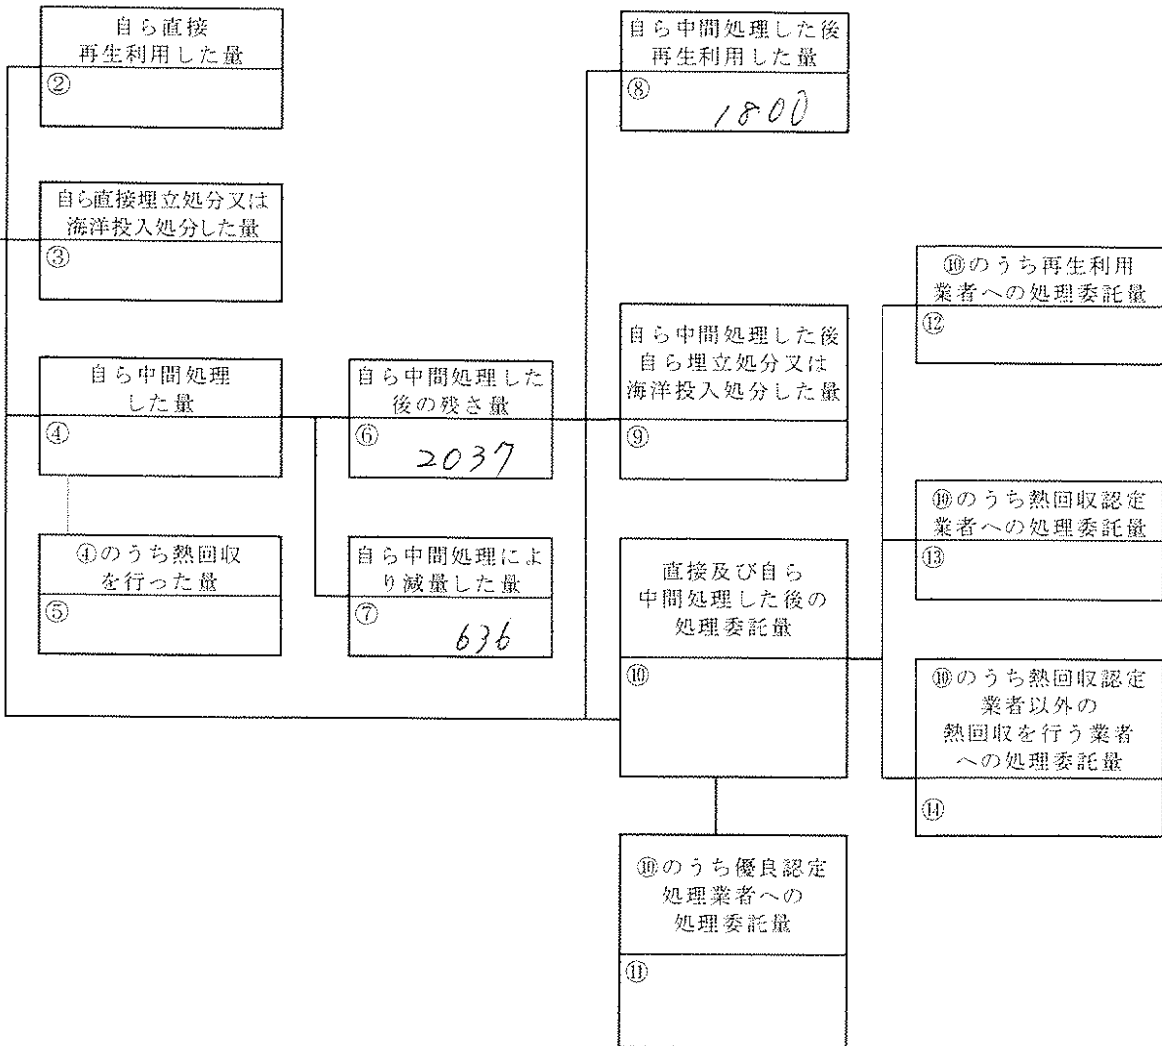 自ら直接
再生利用した量
②
自ら中間処理した後
再生利用した量
⑧
1800
自ら直接埋立処分又は
海洋投入処分した量
③
⑩のうち再生利用
業者への処理委託量
⑫
自ら中間処理した後
自ら埋立処分又は
海洋投入処分した量
⑨
自ら中間処理
した量
④
自ら中間処理した
後の残さ量
⑥
2037
⑩のうち熱回収認定
業者への処理委託量
⑬
④のうち熱回収
を行った量
⑤
自ら中間処理によ
り減量した量
⑦
636
直接及び自ら
中間処理した後の
処理委託量
⑩
⑩のうち熱回収認定
業者以外の
熱回収を行う業者
への処理委託量
⑭
⑩のうち優良認定
処理業者への
処理委託量
⑪